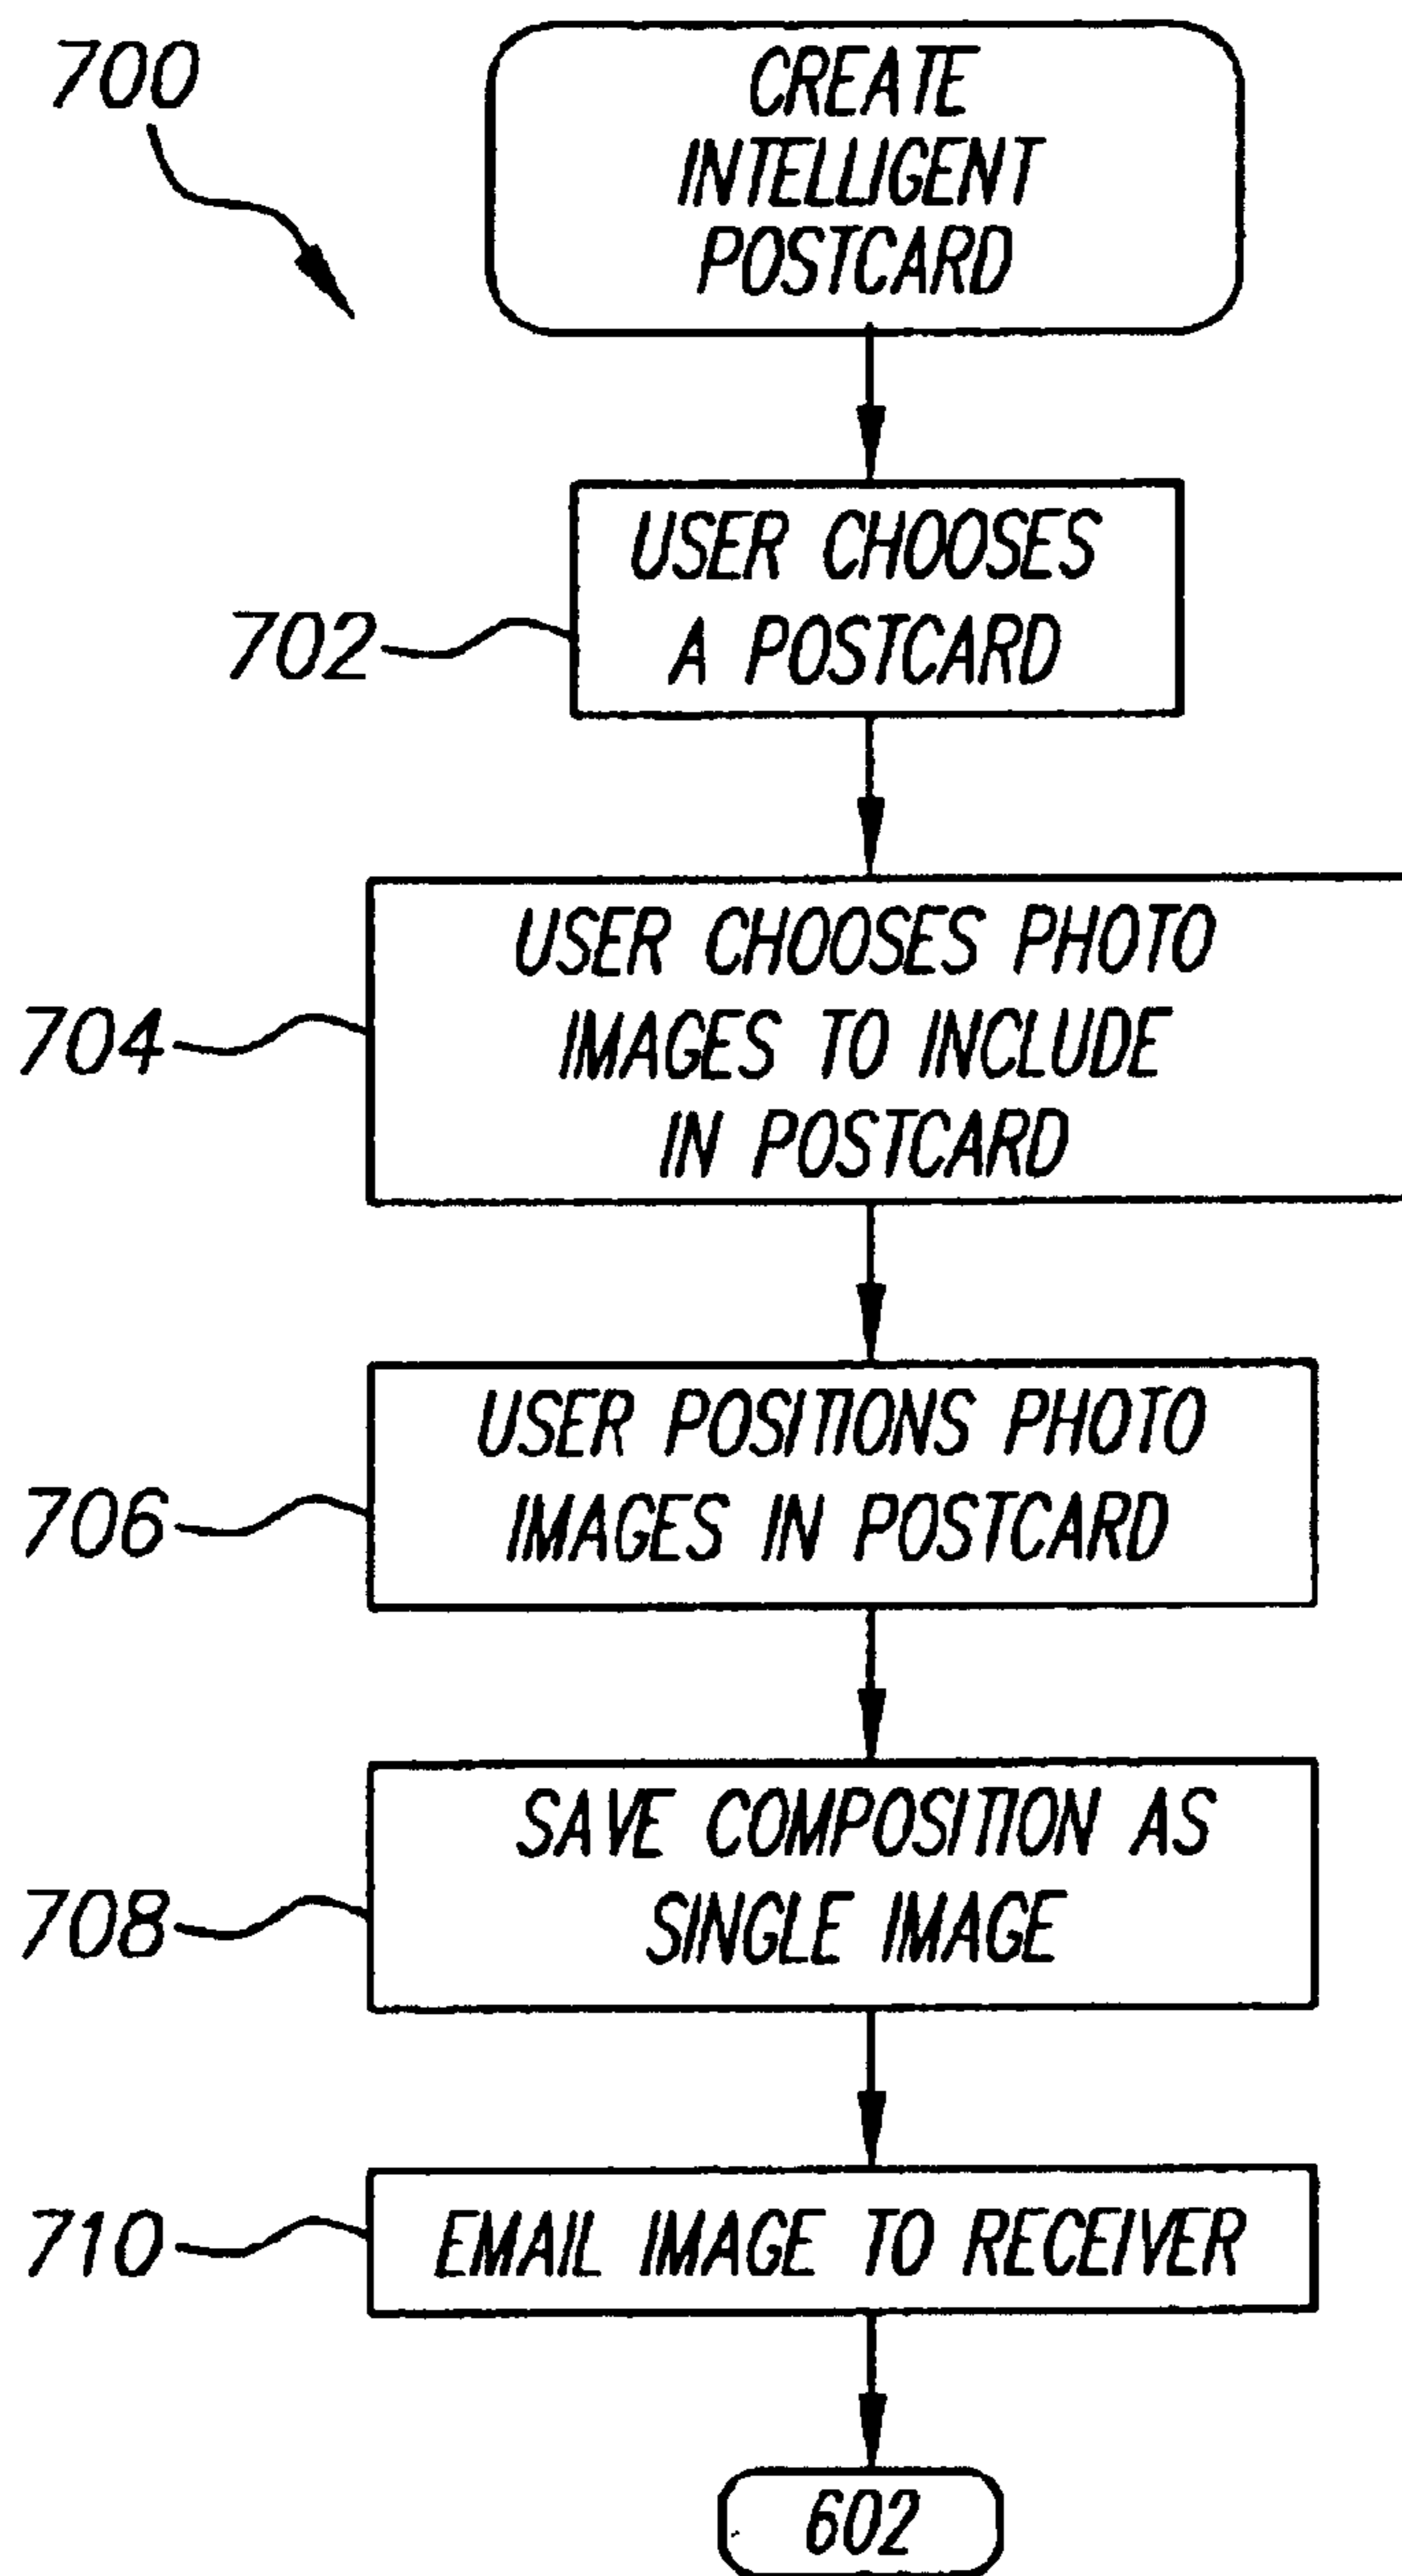 700
CREATE
INTELLIGENT
POSTCARD
USER CHOOSES
A POSTCARD
702
USER CHOOSES PHOTO
IMAGES TO INCLUDE
IN POSTCARD
704
USER POSITIONS PHOTO
IMAGES IN POSTCARD
706
SAVE COMPOSITION AS
SINGLE IMAGE
708
710
EMAIL IMAGE TO RECEIVER
602